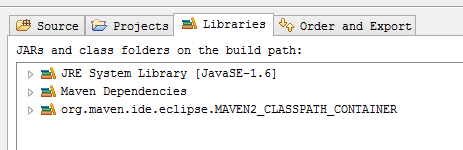 Source Projects Libraries Order and Export
JARs and class folders on the build path:
JRE System Library [JavaSE-1.6]
Maven Dependencies
org.maven.ide.eclipse.MAVEN2_CLASSPATH_CONTAINER